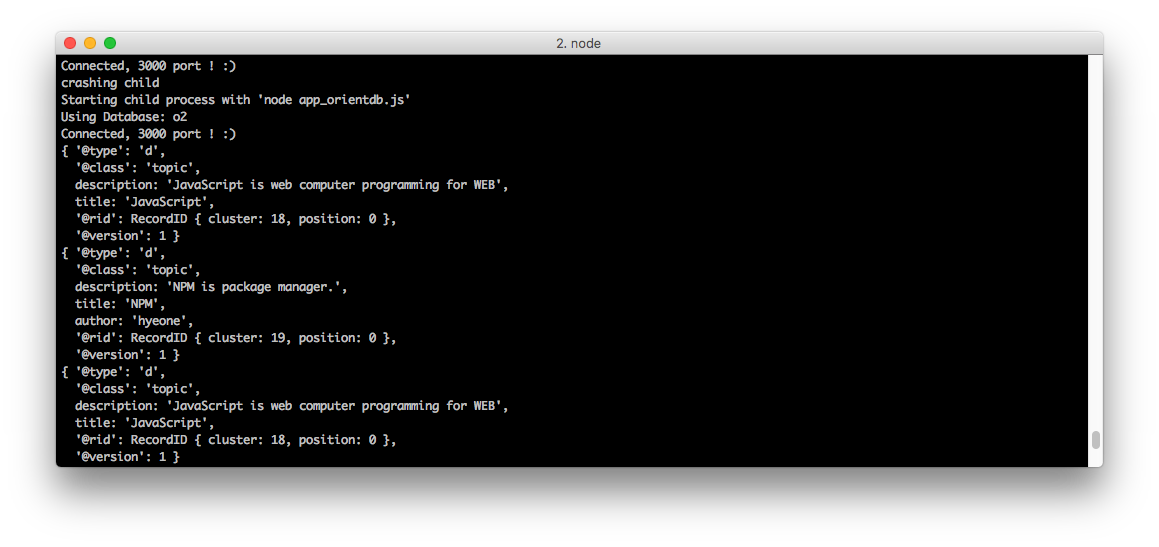 2. node
Connected, 3000 port ! :)
crashing child
Starting child process with 'node app_orientdb.js'
Using Database: o2
Connected, 3000 port ! :)
{ '@type': 'd',
  '@class': 'topic',
  description: 'JavaScript is web computer programming for WEB',
  title: 'JavaScript',
  '@rid': RecordID { cluster: 18, position: 0 },
  '@version': 1 }
{ '@type': 'd',
  '@class': 'topic',
  description: 'NPM is package manager.',
  title: 'NPM',
  author: 'hyeone',
  '@rid': RecordID { cluster: 19, position: 0 },
  '@version': 1 }
{ '@type': 'd',
  '@class': 'topic',
  description: 'JavaScript is web computer programming for WEB',
  title: 'JavaScript',
  '@rid': RecordID { cluster: 18, position: 0 },
  '@version': 1 }